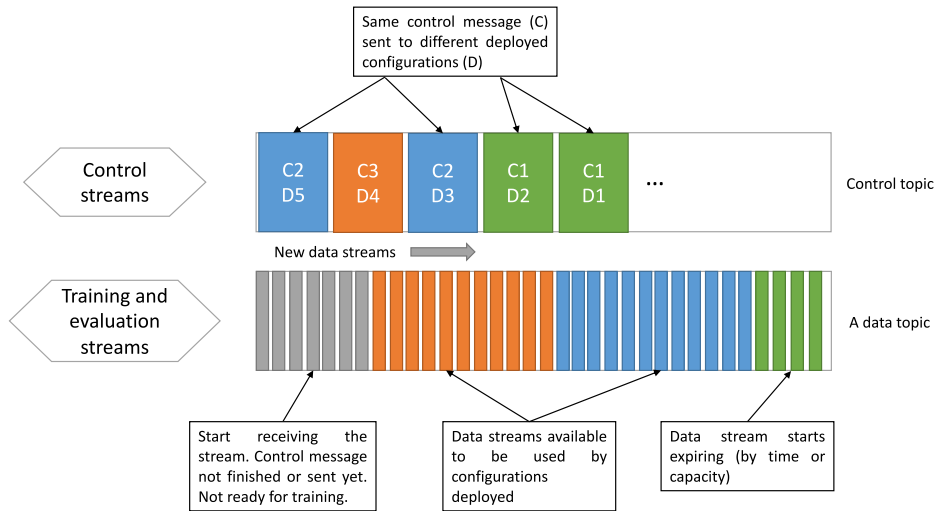 Same control message (C)
sent to different deployed
configurations (D)
Control
streams
C2
D5
C3
D4
C2
D3
C1
D2
C1
D1
...
Control topic
New data streams
Training and
evaluation
streams
A data topic
Start receiving the
stream. Control message
not finished or sent yet.
Not ready for training.
Data streams available
to be used by
configurations
deployed
Data stream starts
expiring (by time or
capacity)